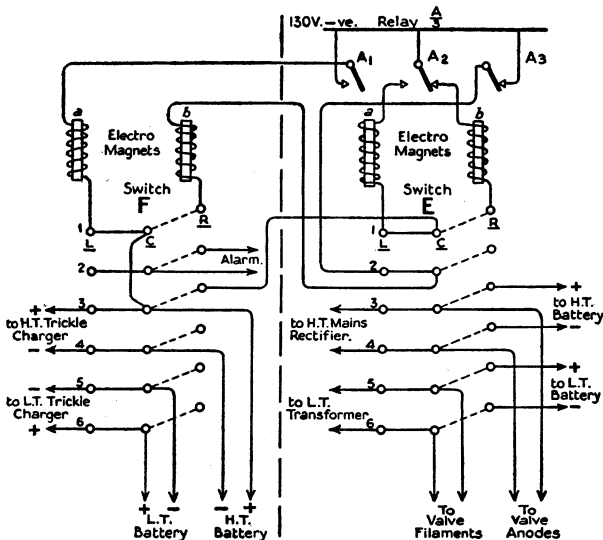 130V.-ve. Relay A/3
A1 A2 A3
a b a b
Electro
Magnets
Electro
Magnets
Switch
F
Switch
E
1 L C R
1 L C R
2 Alarm.
2
+ 3
to H.T. Trickle
Charger
- 4
- 5
to L.T. Trickle
Charger
+ 6
3
to H.T. Mains
Rectifier.
4
5
to L.T.
Transformer
6
+
to H.T.
Battery
-
+
to L.T.
Battery
-
+ -
L.T.
Battery
- +
H.T.
Battery
To
Valve
Filaments
To
Valve
Anodes